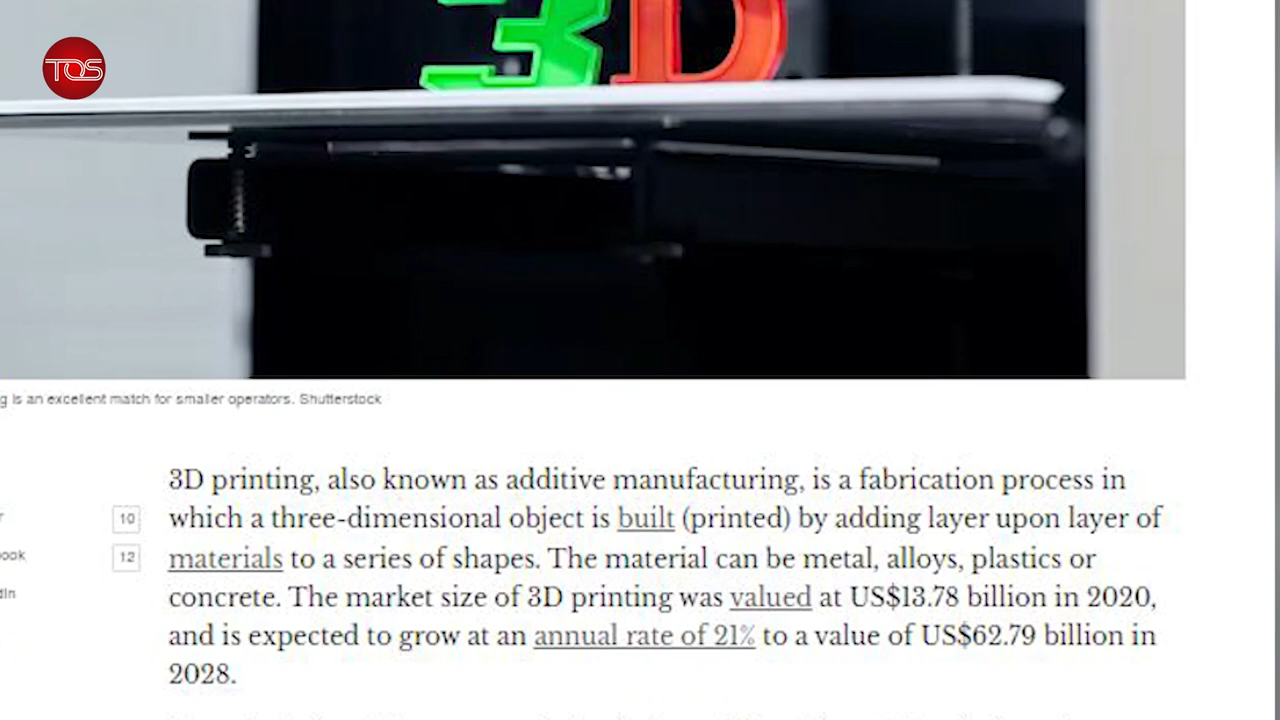 3D
TQS
g is an excellent match for smaller operators. Shutterstock
3D printing, also known as additive manufacturing, is a fabrication process in
10
which a three-dimensional object is built (printed) by adding layer upon layer of
ook
12
materials to a series of shapes. The material can be metal, alloys, plastics or
dIn
concrete. The market size of 3D printing was valued at US$13.78 billion in 2020,
and is expected to grow at an annual rate of 21% to a value of US$62.79 billion in
2028.